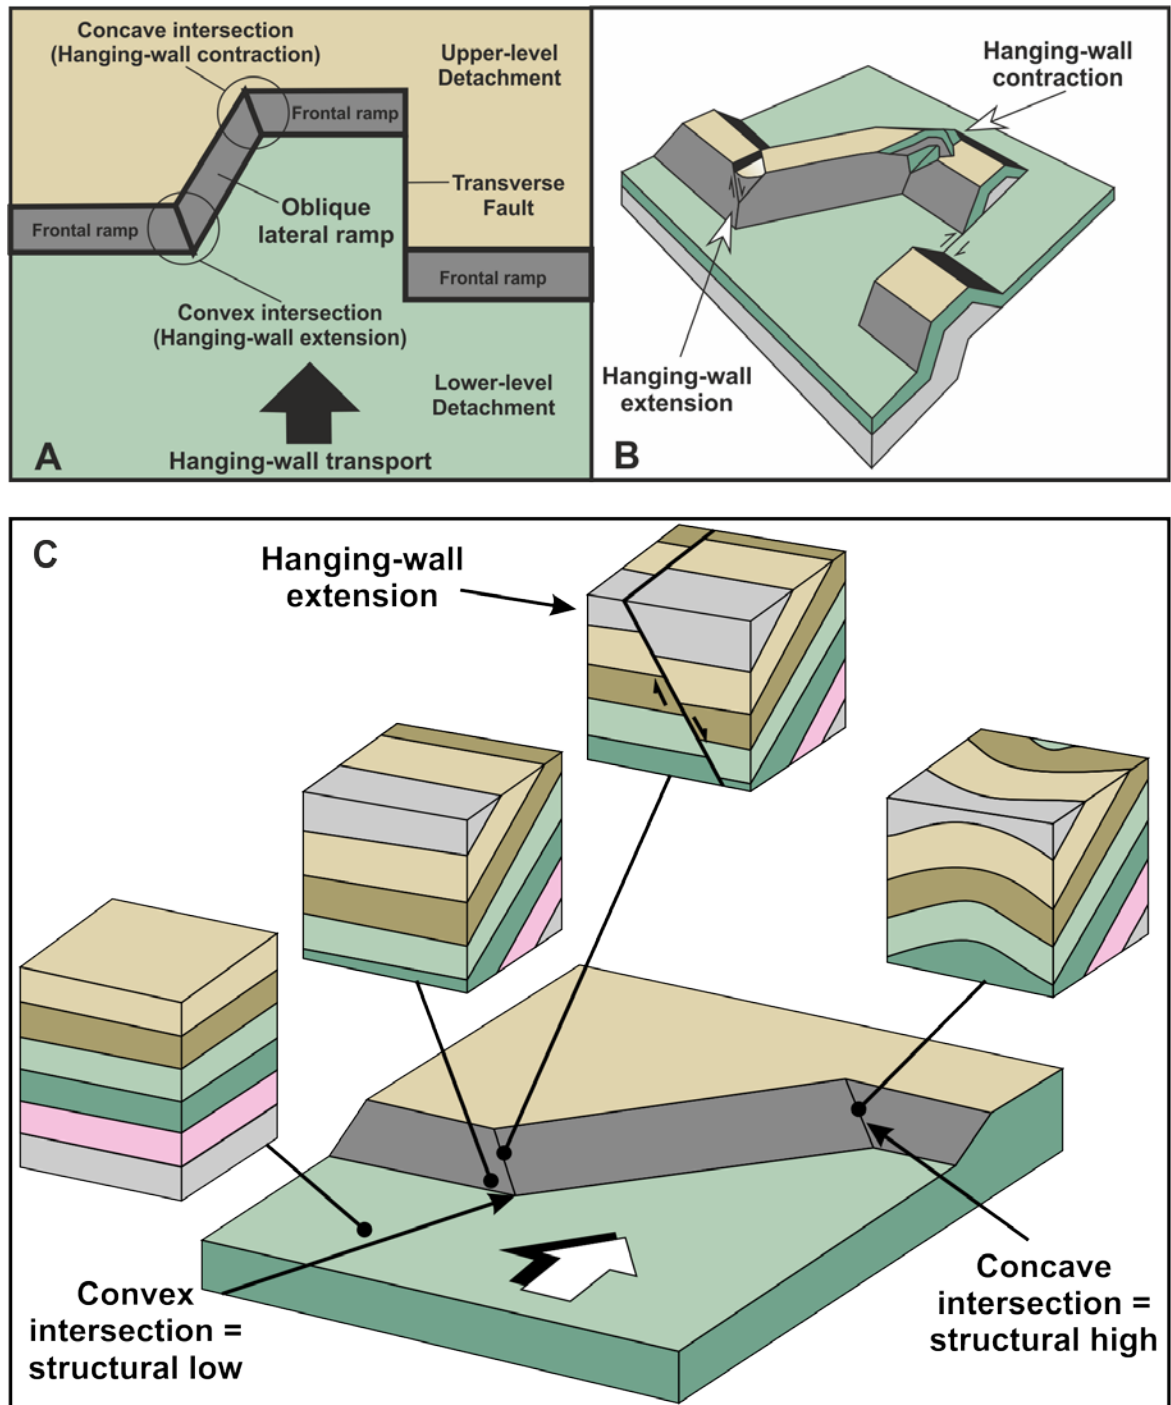 Concave intersection
(Hanging-wall contraction)
Upper-level
Detachment
Frontal ramp
Transverse
Fault
Oblique
lateral ramp
Frontal ramp
Frontal ramp
Convex intersection
(Hanging-wall extension)
Lower-level
Detachment
A
Hanging-wall transport
Hanging-wall
contraction
Hanging-wall
extension
B
C
Hanging-wall
extension
Convex
intersection =
structural low
Concave
intersection =
structural high